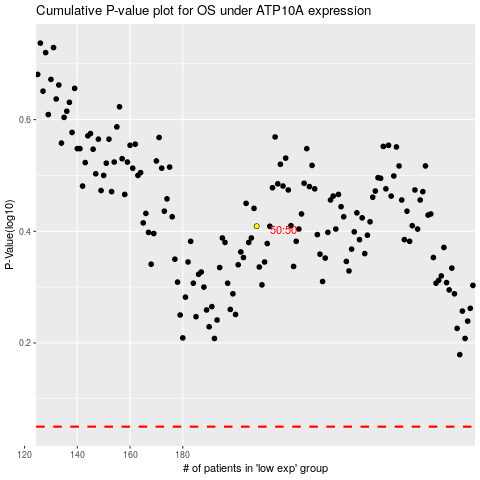 Cumulative P-value plot for OS under ATP10A expression
P-Value(log10)
0.6
0.4
0.2
50:50
120 140 160 180
# of patients in 'low exp' group